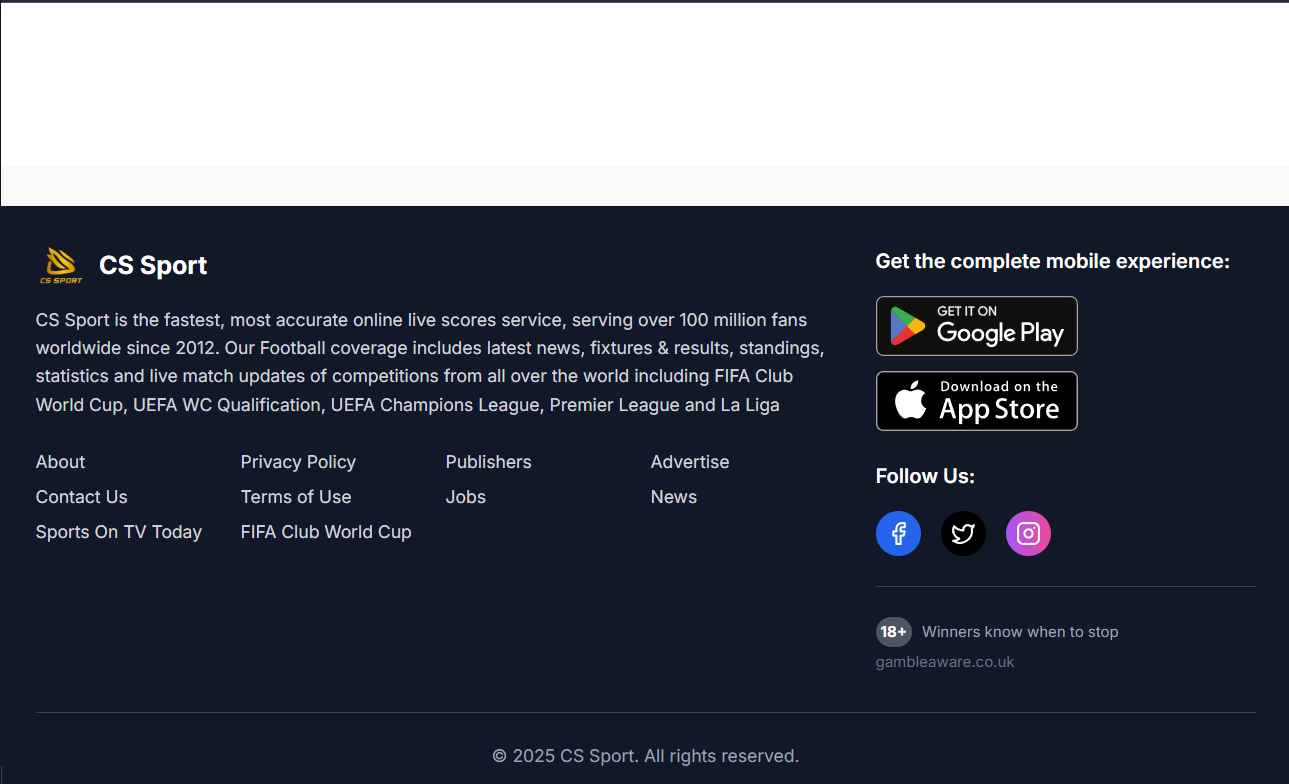 CS SPORT
CS Sport
CS Sport is the fastest, most accurate online live scores service, serving over 100 million fans
worldwide since 2012. Our Football coverage includes latest news, fixtures & results, standings,
statistics and live match updates of competitions from all over the world including FIFA Club
World Cup, UEFA WC Qualification, UEFA Champions League, Premier League and La Liga
About
Privacy Policy
Publishers
Advertise
Contact Us
Terms of Use
Jobs
News
Sports On TV Today
FIFA Club World Cup
Get the complete mobile experience:
GET IT ON
Google Play
Download on the
App Store
Follow Us:
18+ Winners know when to stop
gambleaware.co.uk
© 2025 CS Sport. All rights reserved.